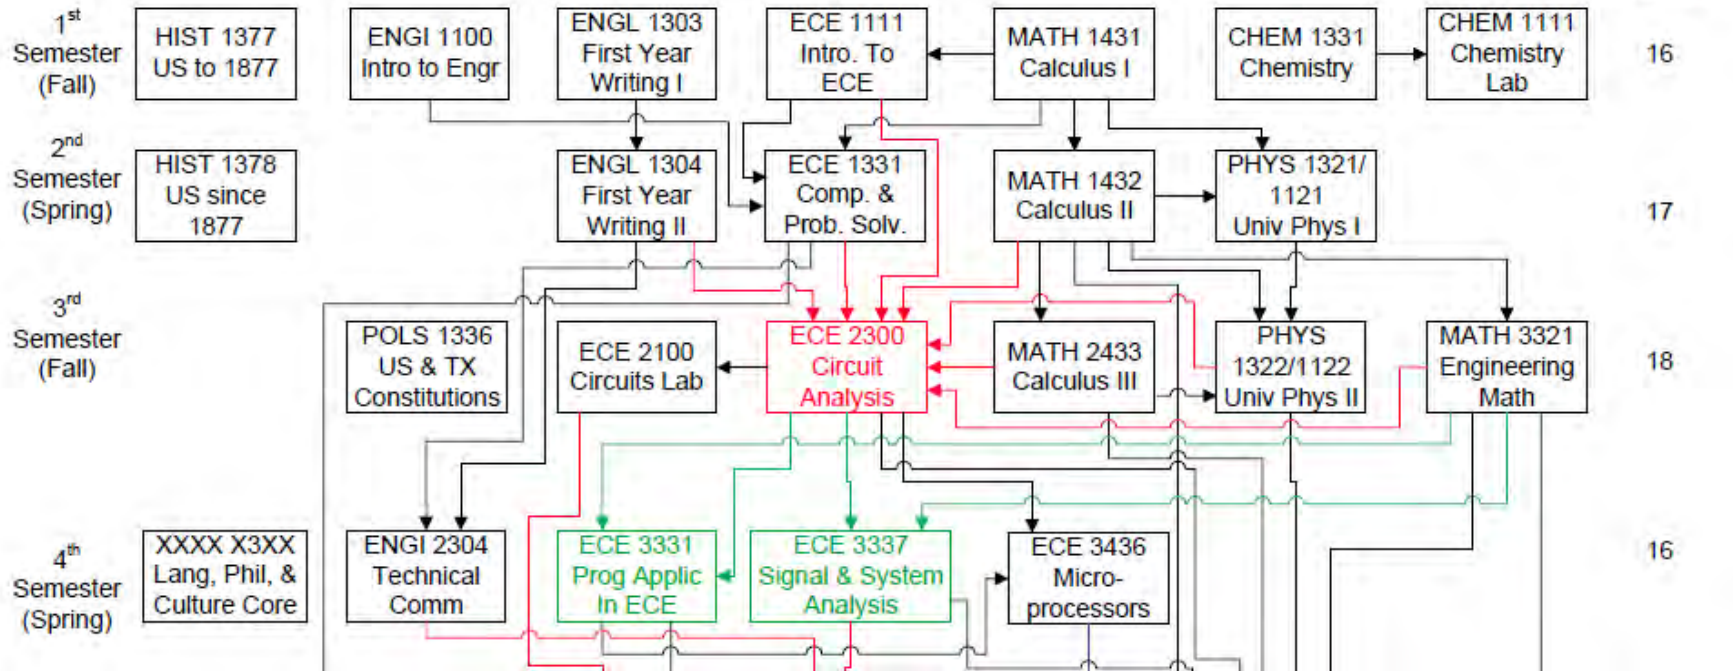 1st
Semester
(Fall)
HIST 1377
US to 1877
ENGI 1100
Intro to Engr
ENGL 1303
First Year
Writing I
ECE 1111
Intro. To
ECE
MATH 1431
Calculus I
CHEM 1331
Chemistry
CHEM 1111
Chemistry
Lab
16
2nd
Semester
(Spring)
HIST 1378
US since
1877
ENGL 1304
First Year
Writing II
ECE 1331
Comp. &
Prob. Solv.
MATH 1432
Calculus II
PHYS 1321/
1121
Univ Phys I
17
3rd
Semester
(Fall)
POLS 1336
US & TX
Constitutions
ECE 2100
Circuits Lab
ECE 2300
Circuit
Analysis
MATH 2433
Calculus III
PHYS
1322/1122
Univ Phys II
MATH 3321
Engineering
Math
18
4th
Semester
(Spring)
XXXX X3XX
Lang, Phil, &
Culture Core
ENGI 2304
Technical
Comm
ECE 3331
Prog Applic
In ECE
ECE 3337
Signal & System
Analysis
ECE 3436
Micro-
processors
16